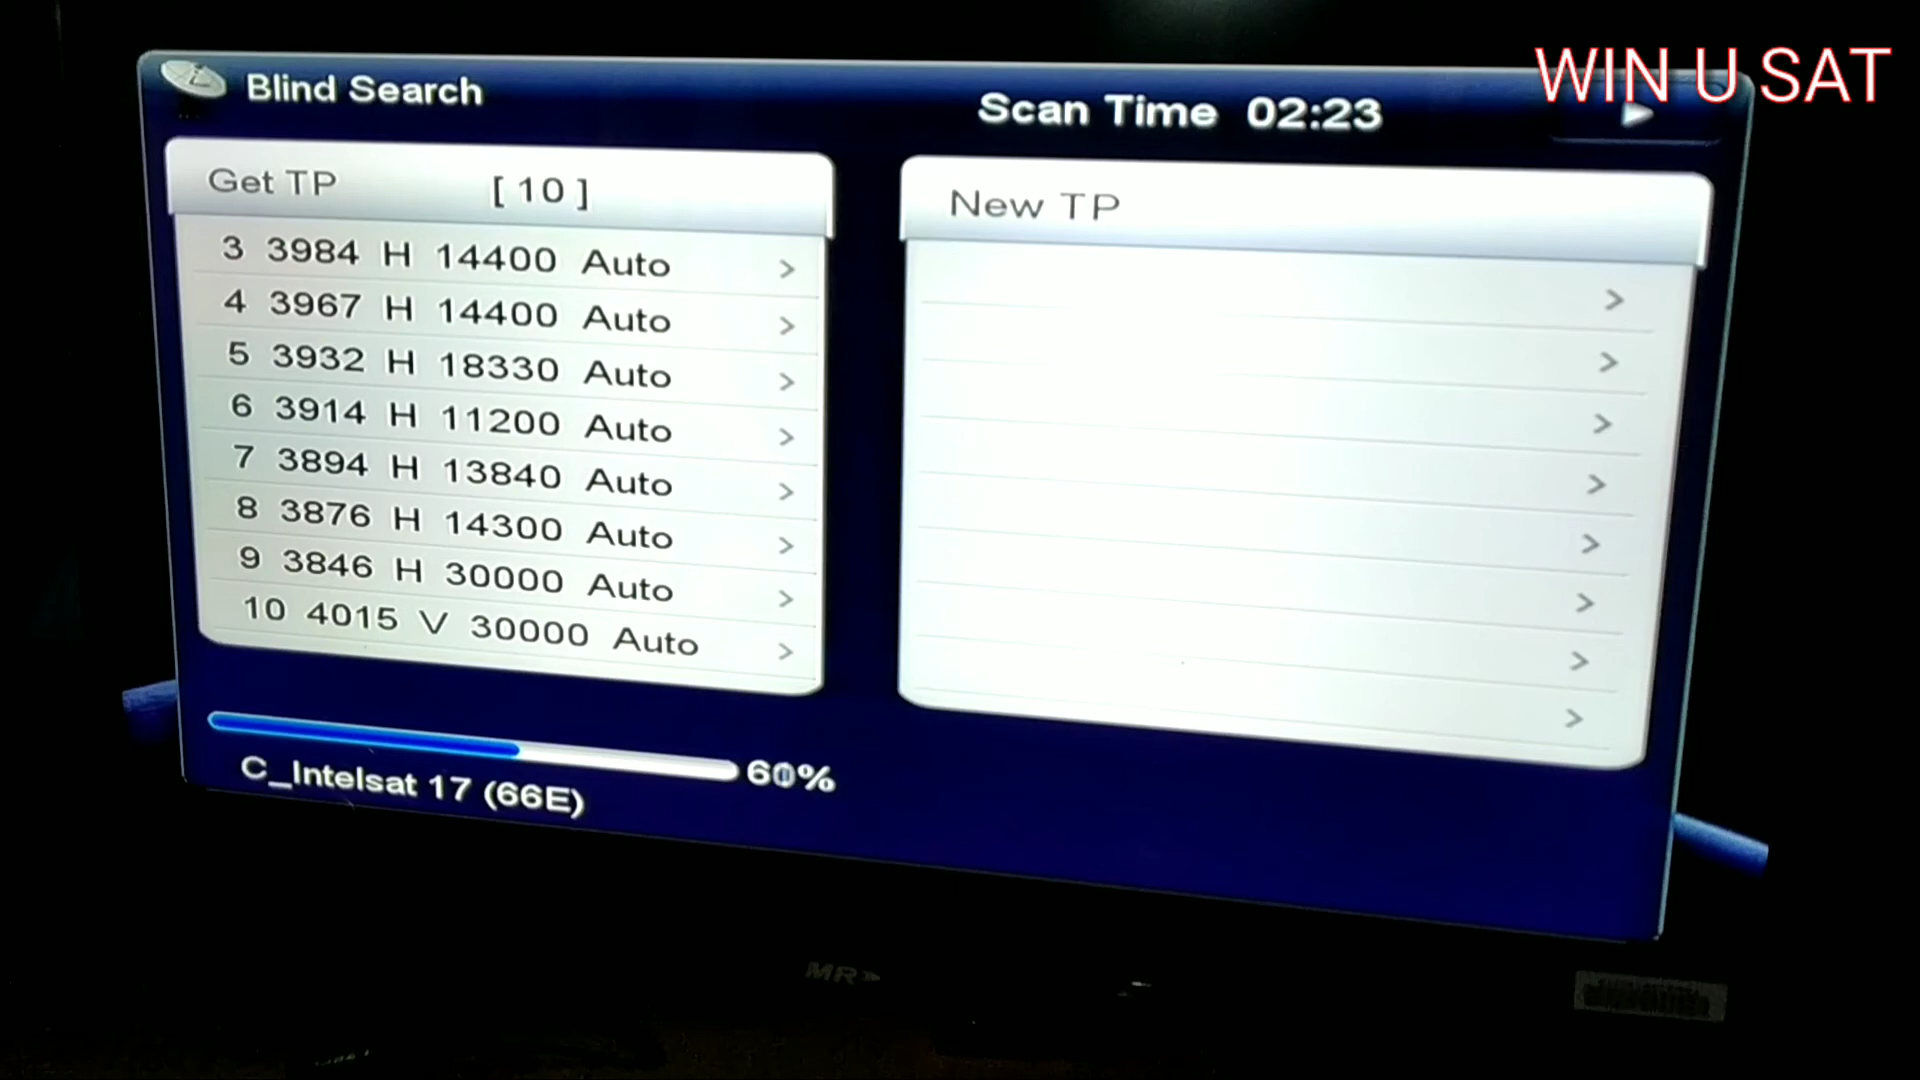 WIN U SAT
Blind Search
Scan Time 02:23
Get TP [ 10 ]
3 3984 H 14400 Auto >
4 3967 H 14400 Auto >
5 3932 H 18330 Auto >
6 3914 H 11200 Auto >
7 3894 H 13840 Auto >
8 3876 H 14300 Auto >
9 3846 H 30000 Auto >
10 4015 V 30000 Auto >
New TP
60%
C_Intelsat 17 (66E)